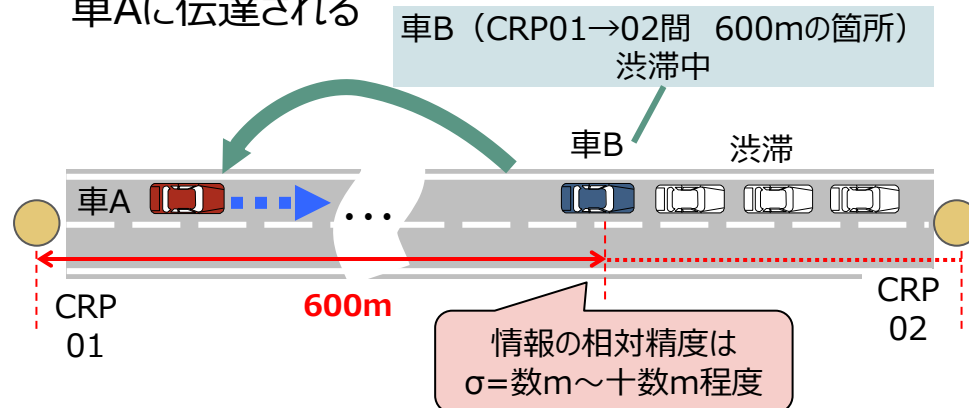 車Aに伝達される
車B（CRP01→02間 600mの箇所）
渋滞中
車B
渋滞
車A
...
CRP
01
600m
CRP
02
情報の相対精度は
σ=数m～十数m程度